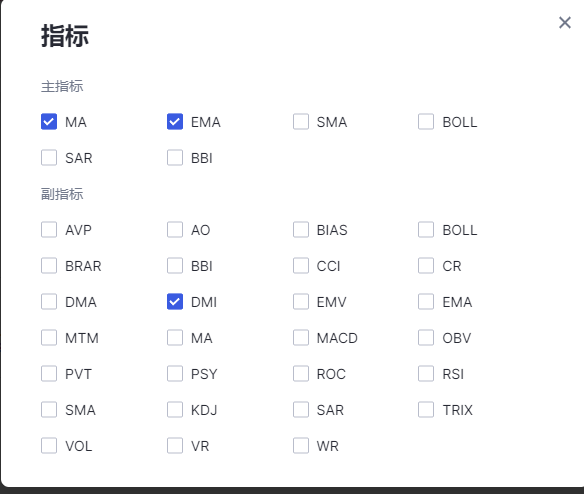 指标
主指标
MA EMA SMA BOLL
SAR BBI
副指标
AVP AO BIAS BOLL
BRAR BBI CCI CR
DMA DMI EMV EMA
MTM MA MACD OBV
PVT PSY ROC RSI
SMA KDJ SAR TRIX
VOL VR WR